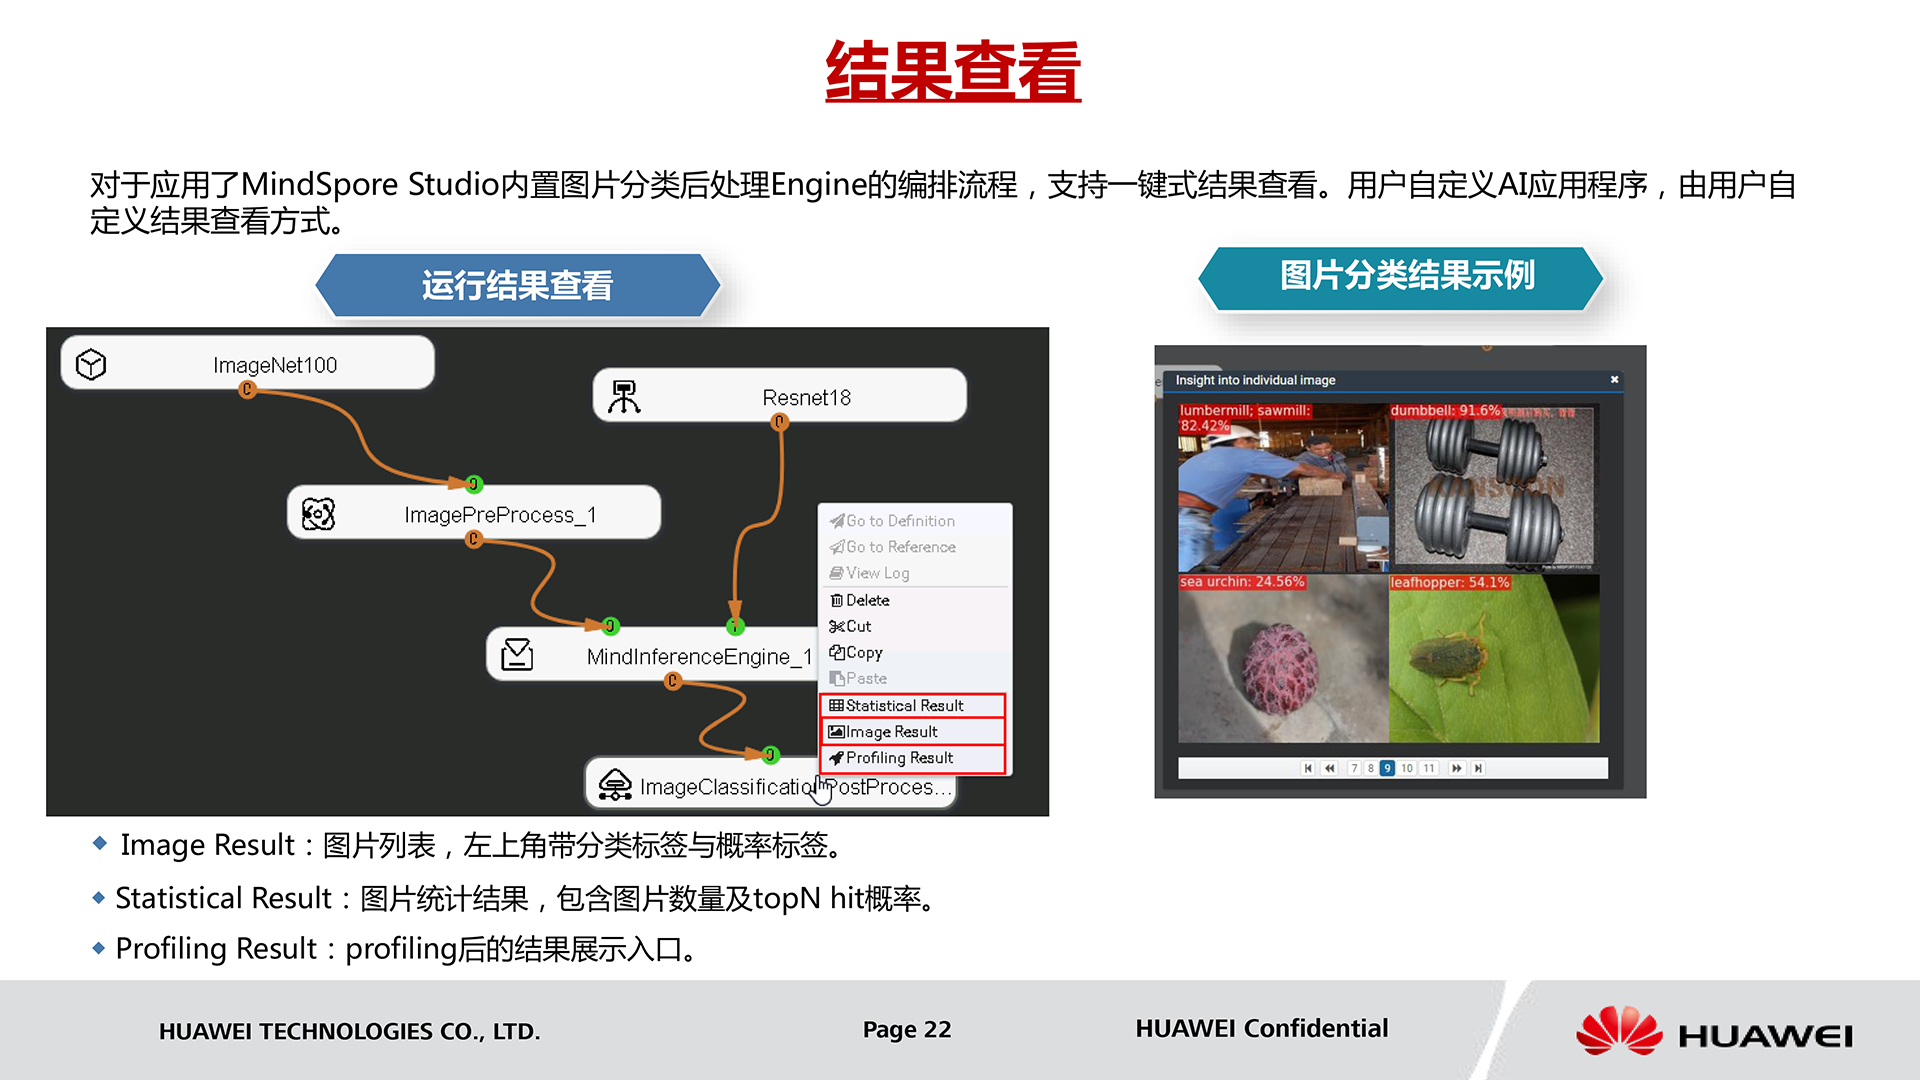 结果查看
对于应用了MindSpore Studio内置图片分类后处理Engine的编排流程，支持一键式结果查看。用户自定义AI应用程序，由用户自
定义结果查看方式。
运行结果查看
图片分类结果示例
ImageNet100
Resnet18
ImagePreProcess_1
MindInferenceEngine_1
ImageClassificatio PostProces...
Go to Definition
Go to Reference
View Log
Delete
Cut
Copy
Paste
Statistical Result
Image Result
Profiling Result
Insight into individual image
lumbermill; sawmill:
82.42%
dumbbell: 91.6%
sea urchin: 24.56%
leafhopper: 54.1%
7 8 9 10 11
Image Result：图片列表，左上角带分类标签与概率标签。
Statistical Result：图片统计结果，包含图片数量及topN hit概率。
Profiling Result：profiling后的结果展示入口。
HUAWEI TECHNOLOGIES CO., LTD.
Page 22
HUAWEI Confidential
HUAWEI